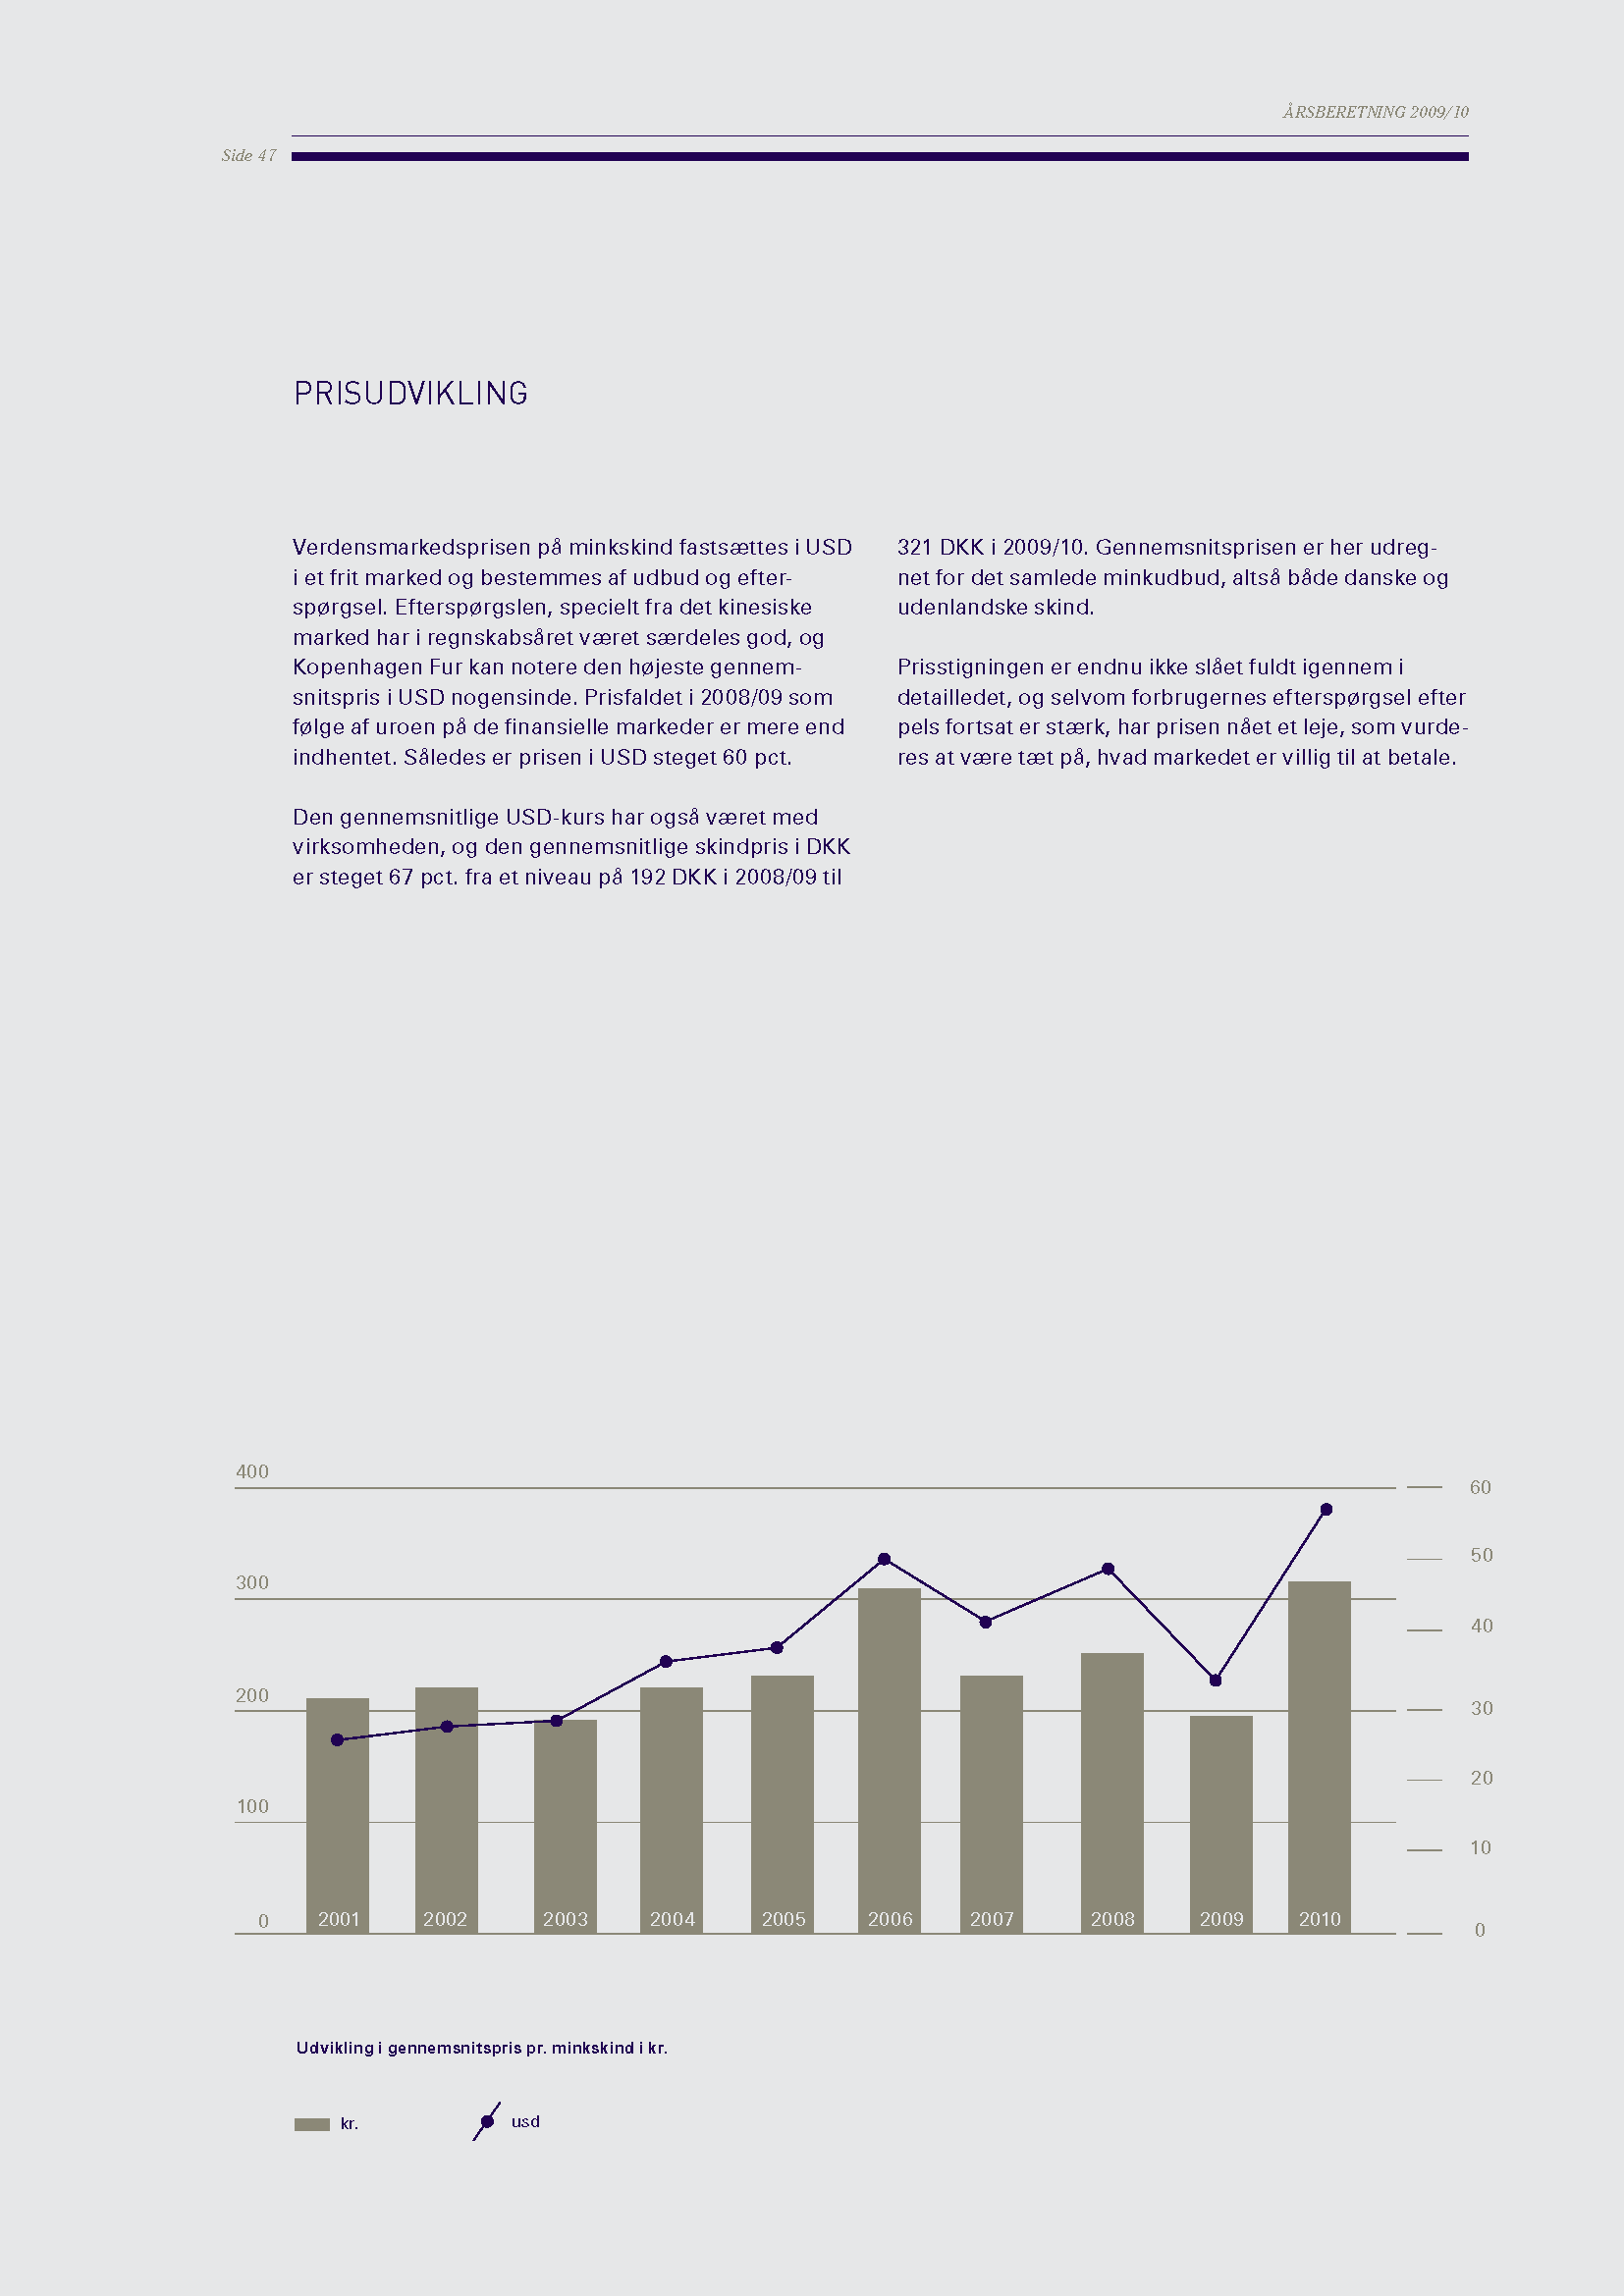 ÅRSBERETNING 2009/10
Side 47
PRISUDVIKLING
Verdensmarkedsprisen på minkskind fastsættes i USD
i et frit marked og bestemmes af udbud og efter-
spørgsel. Efterspørgslen, specielt fra det kinesiske
marked har i regnskabsåret været særdeles god, og
Kopenhagen Fur kan notere den højeste gennem-
snitspris i USD nogensinde. Prisfaldet i 2008/09 som
følge af uroen på de finansielle markeder er mere end
indhentet. Således er prisen i USD steget 60 pct.
Den gennemsnitlige USD-kurs har også været med
virksomheden, og den gennemsnitlige skindpris i DKK
er steget 67 pct. fra et niveau på 192 DKK i 2008/09 til
321 DKK i 2009/10. Gennemsnitsprisen er her udreg-
net for det samlede minkudbud, altså både danske og
udenlandske skind.
Prisstigningen er endnu ikke slået fuldt igennem i
detailledet, og selvom forbrugernes efterspørgsel efter
pels fortsat er stærk, har prisen nået et leje, som vurde-
res at være tæt på, hvad markedet er villig til at betale.
400
300
200
100
0
60
50
40
30
20
10
0
2001 2002 2003 2004 2005 2006 2007 2008 2009 2010
Udvikling i gennemsnitspris pr. minkskind i kr.
kr. usd